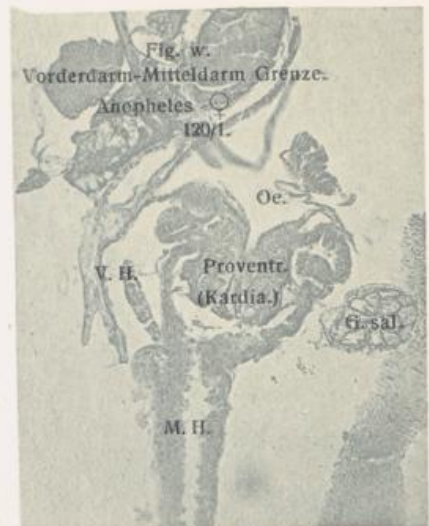 Fig. w.
Vorderdarm-Mitteldarm Grenze.
Anopheles ♀
120/1.
Oe.
V. H.
Proventr.
(Kardia.)
G. sal.
M. H.